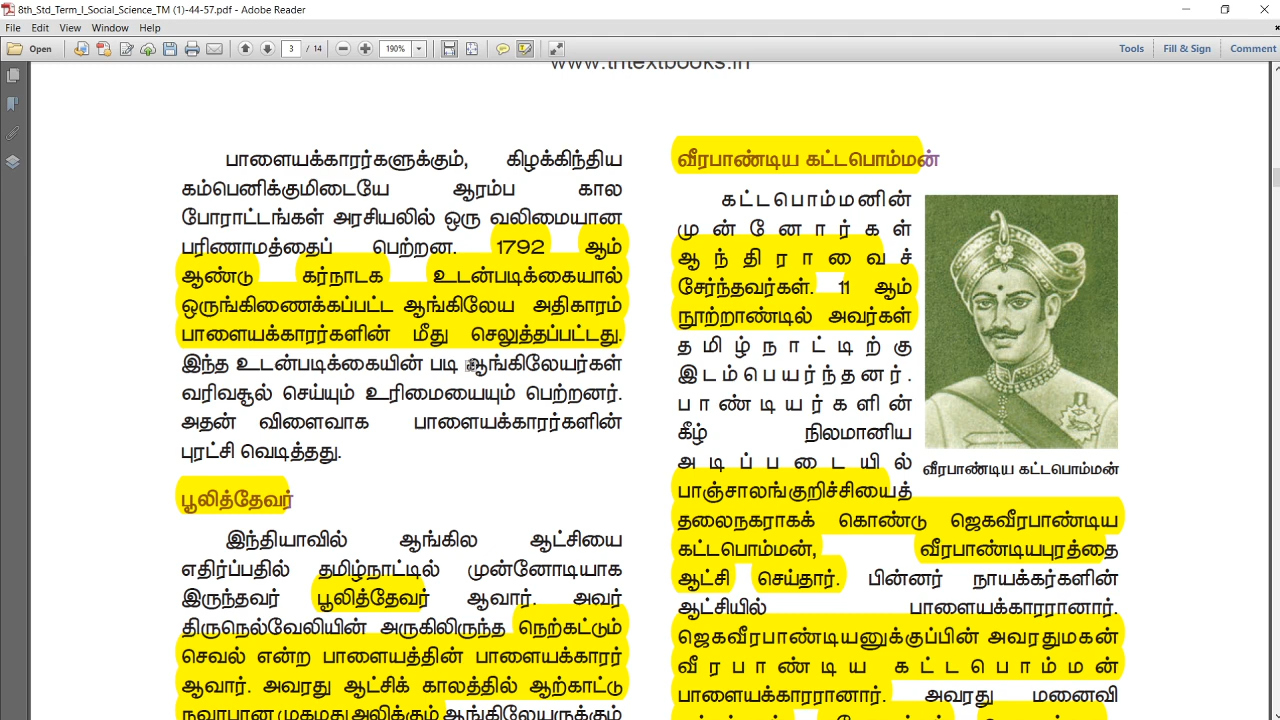 8th_Std_Term_I_Social_Science_TM (1)-44-57.pdf - Adobe Reader
File Edit View Window Help
Open 3 / 14 190% Tools Fill & Sign Comment
www.tntextbooks.in
பாளையக்காரர்களுக்கும், கிழக்கிந்திய
கம்பெனிக்குமிடையே ஆரம்ப கால
போராட்டங்கள் அரசியலில் ஒரு வலிமையான
பரிணாமத்தைப் பெற்றன. 1792 ஆம்
ஆண்டு கர்நாடக உடன்படிக்கையால்
ஒருங்கிணைக்கப்பட்ட ஆங்கிலேய அதிகாரம்
பாளையக்காரர்களின் மீது செலுத்தப்பட்டது.
இந்த உடன்படிக்கையின் படி ஆங்கிலேயர்கள்
வரிவசூல் செய்யும் உரிமையையும் பெற்றனர்.
அதன் விளைவாக பாளையக்காரர்களின்
புரட்சி வெடித்தது.
பூலித்தேவர்
இந்தியாவில் ஆங்கில ஆட்சியை
எதிர்ப்பதில் தமிழ்நாட்டில் முன்னோடியாக
இருந்தவர் பூலித்தேவர் ஆவார். அவர்
திருநெல்வேலியின் அருகிலிருந்த நெற்கட்டும்
செவல் என்ற பாளையத்தின் பாளையக்காரர்
ஆவார். அவரது ஆட்சிக் காலத்தில் ஆற்காட்டு
நவாபான முகமது அலிக்கும் ஆங்கிலேயருக்கும்
வீரபாண்டிய கட்டபொம்மன்
கட்டபொம்மனின்
முன்னோர்கள்
ஆந்திராவைச்
சேர்ந்தவர்கள். 11 ஆம்
நூற்றாண்டில் அவர்கள்
தமிழ்நாட்டிற்கு
இடம்பெயர்ந்தனர்.
பாண்டியர்களின்
கீழ் நிலமானிய
அடிப்படையில்
பாஞ்சாலங்குறிச்சியைத்
தலைநகராகக் கொண்டு ஜெகவீரபாண்டிய
கட்டபொம்மன், வீரபாண்டியபுரத்தை
ஆட்சி செய்தார். பின்னர் நாயக்கர்களின்
ஆட்சியில் பாளையக்காரரானார்.
ஜெகவீரபாண்டியனுக்குப்பின் அவரதுமகன்
வீரபாண்டிய கட்டபொம்மன்
பாளையக்காரரானார். அவரது மனைவி
வீரபாண்டிய கட்டபொம்மன்